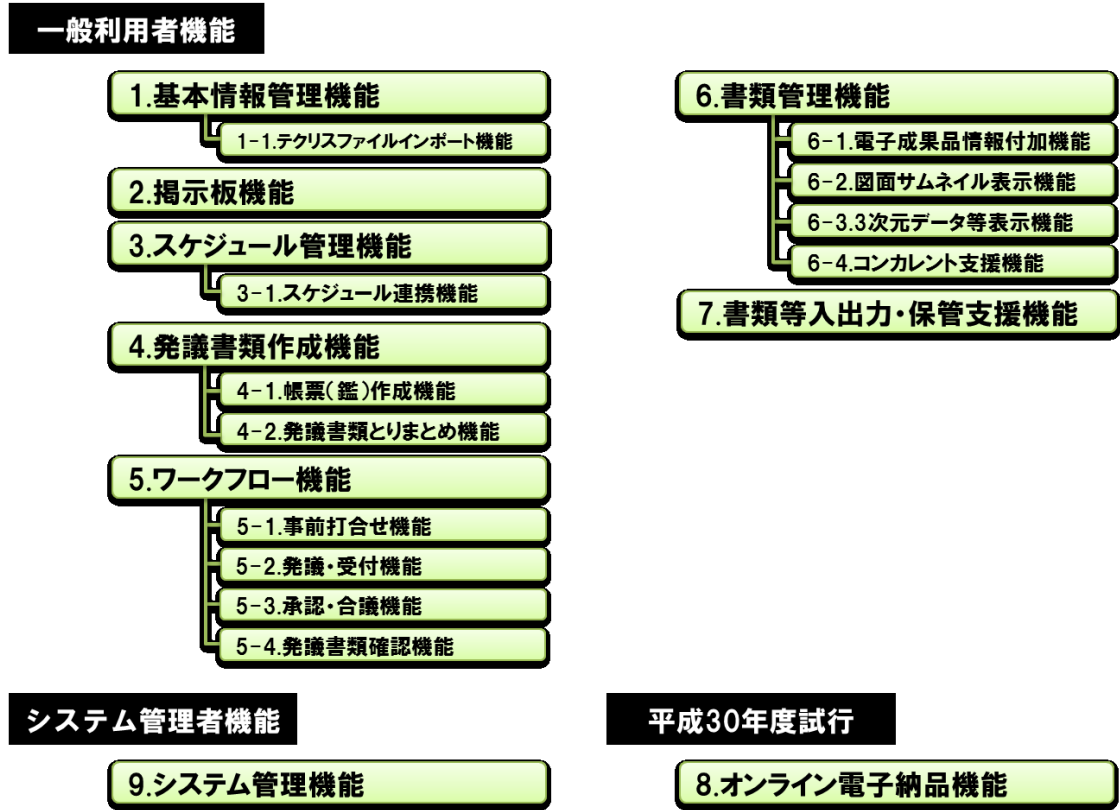 一般利用者機能
1.基本情報管理機能
1-1.テクリスファイルインポート機能
2.掲示板機能
3.スケジュール管理機能
3-1.スケジュール連携機能
4.発議書類作成機能
4-1.帳票(鑑)作成機能
4-2.発議書類とりまとめ機能
5.ワークフロー機能
5-1.事前打合せ機能
5-2.発議・受付機能
5-3.承認・合議機能
5-4.発議書類確認機能
6.書類管理機能
6-1.電子成果品情報付加機能
6-2.図面サムネイル表示機能
6-3.3次元データ等表示機能
6-4.コンカレント支援機能
7.書類等入出力・保管支援機能
システム管理者機能
9.システム管理機能
平成30年度試行
8.オンライン電子納品機能